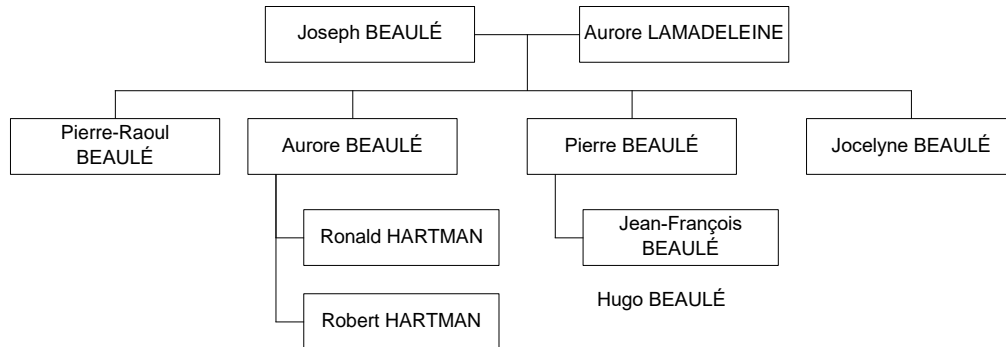 Joseph BEAULÉ
Aurore LAMADELEINE
Pierre-Raoul
BEAULÉ
Aurore BEAULÉ
Pierre BEAULÉ
Jocelyne BEAULÉ
Ronald HARTMAN
Jean-François
BEAULÉ
Hugo BEAULÉ
Robert HARTMAN